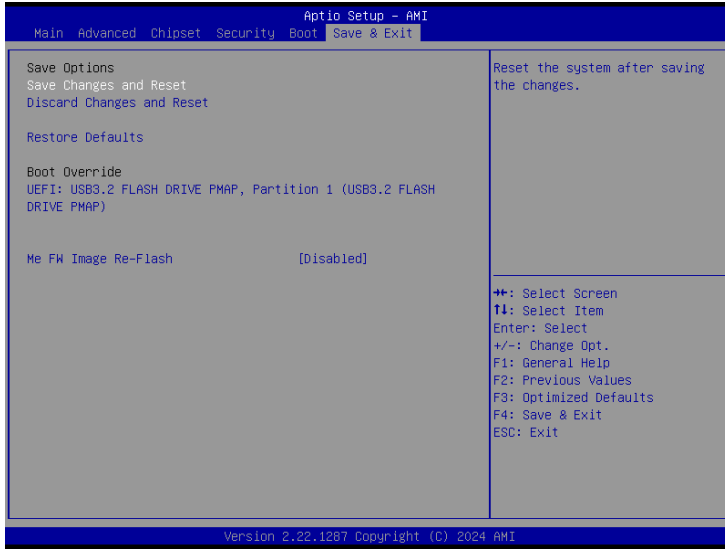 Aptio Setup – AMI
Main Advanced Chipset Security Boot Save & Exit
Save Options
Save Changes and Reset
Discard Changes and Reset
Restore Defaults
Boot Override
UEFI: USB3.2 FLASH DRIVE PMAP, Partition 1 (USB3.2 FLASH
DRIVE PMAP)
Me FW Image Re-Flash [Disabled]
Reset the system after saving
the changes.
→←: Select Screen
↑↓: Select Item
Enter: Select
+/-: Change Opt.
F1: General Help
F2: Previous Values
F3: Optimized Defaults
F4: Save & Exit
ESC: Exit
Version 2.22.1287 Copyright (C) 2024 AMI